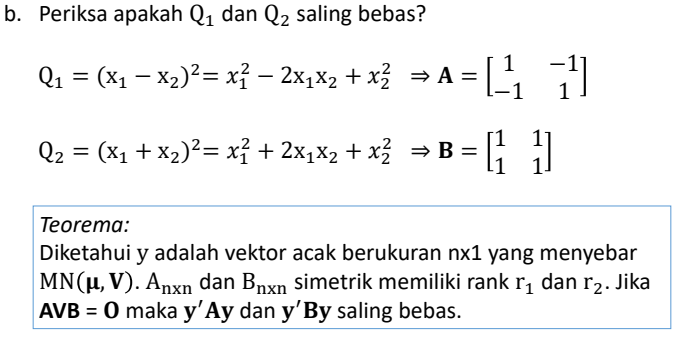 b. Periksa apakah Q₁ dan Q₂ saling bebas?
Q₁ = (x₁ − x₂)²= x₁² − 2x₁x₂ + x₂² ⇒ A = [1 −1; −1 1]
Q₂ = (x₁ + x₂)²= x₁² + 2x₁x₂ + x₂² ⇒ B = [1 1; 1 1]
Teorema:
Diketahui y adalah vektor acak berukuran nx1 yang menyebar
MN(μ, V). Aₙₓₙ dan Bₙₓₙ simetrik memiliki rank r₁ dan r₂. Jika
AVB = O maka y′Ay dan y′By saling bebas.